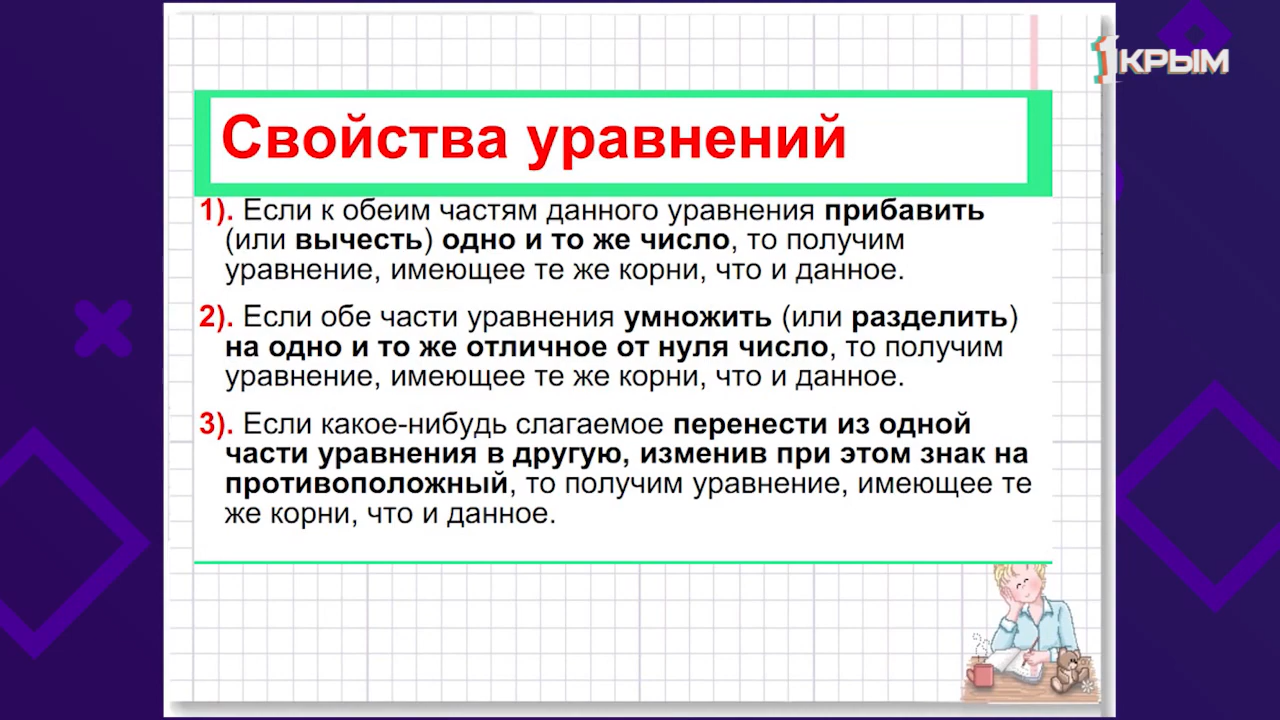 1КРЫМ
Свойства уравнений
1). Если к обеим частям данного уравнения прибавить
(или вычесть) одно и то же число, то получим
уравнение, имеющее те же корни, что и данное.
2). Если обе части уравнения умножить (или разделить)
на одно и то же отличное от нуля число, то получим
уравнение, имеющее те же корни, что и данное.
3). Если какое-нибудь слагаемое перенести из одной
части уравнения в другую, изменив при этом знак на
противоположный, то получим уравнение, имеющее те
же корни, что и данное.